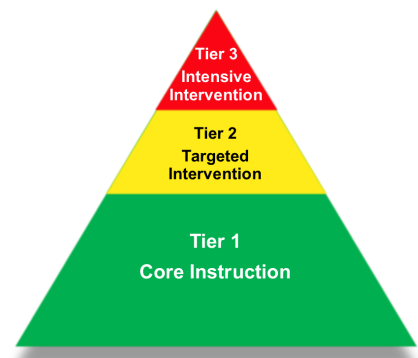 Tier 3
Intensive
Intervention
Tier 2
Targeted
Intervention
Tier 1
Core Instruction